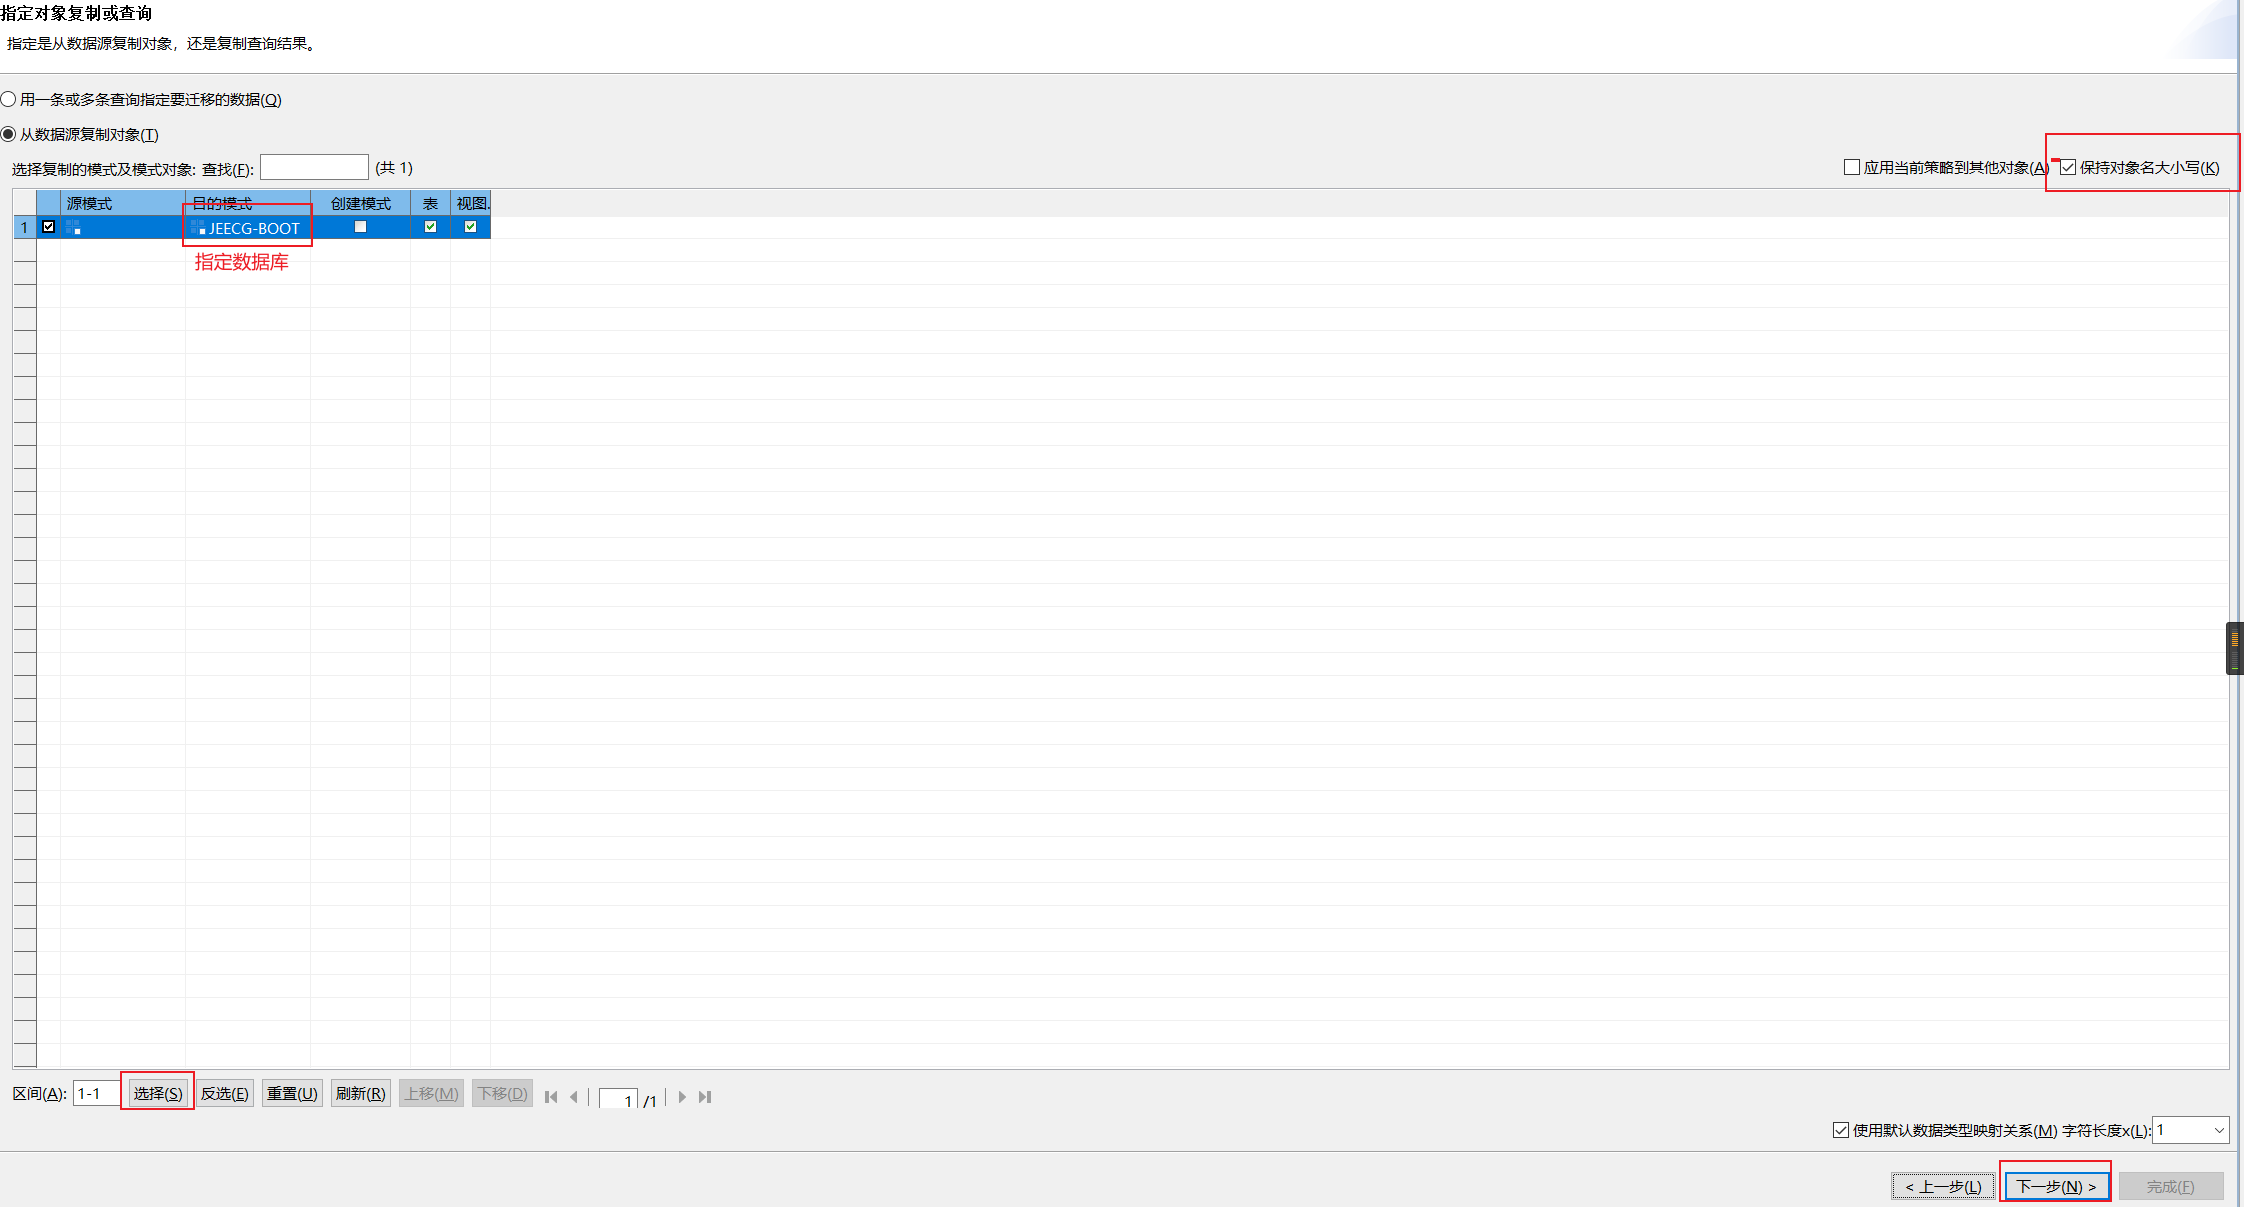 指定对象复制或查询
指定是从数据源复制对象，还是复制查询结果。
用一条或多条查询指定要迁移的数据(Q)
从数据源复制对象(T)
选择复制的模式及模式对象: 查找(F): (共 1) 应用当前策略到其他对象(A) 保持对象名大小写(K)
源模式 目的模式 创建模式 表 视图.
1 JEECG-BOOT
指定数据库
区间(A): 1-1 选择(S) 反选(E) 重置(U) 刷新(R) 上移(M) 下移(D) 1 /1
使用默认数据类型映射关系(M) 字符长度x(L): 1
< 上一步(L) 下一步(N) > 完成(F)